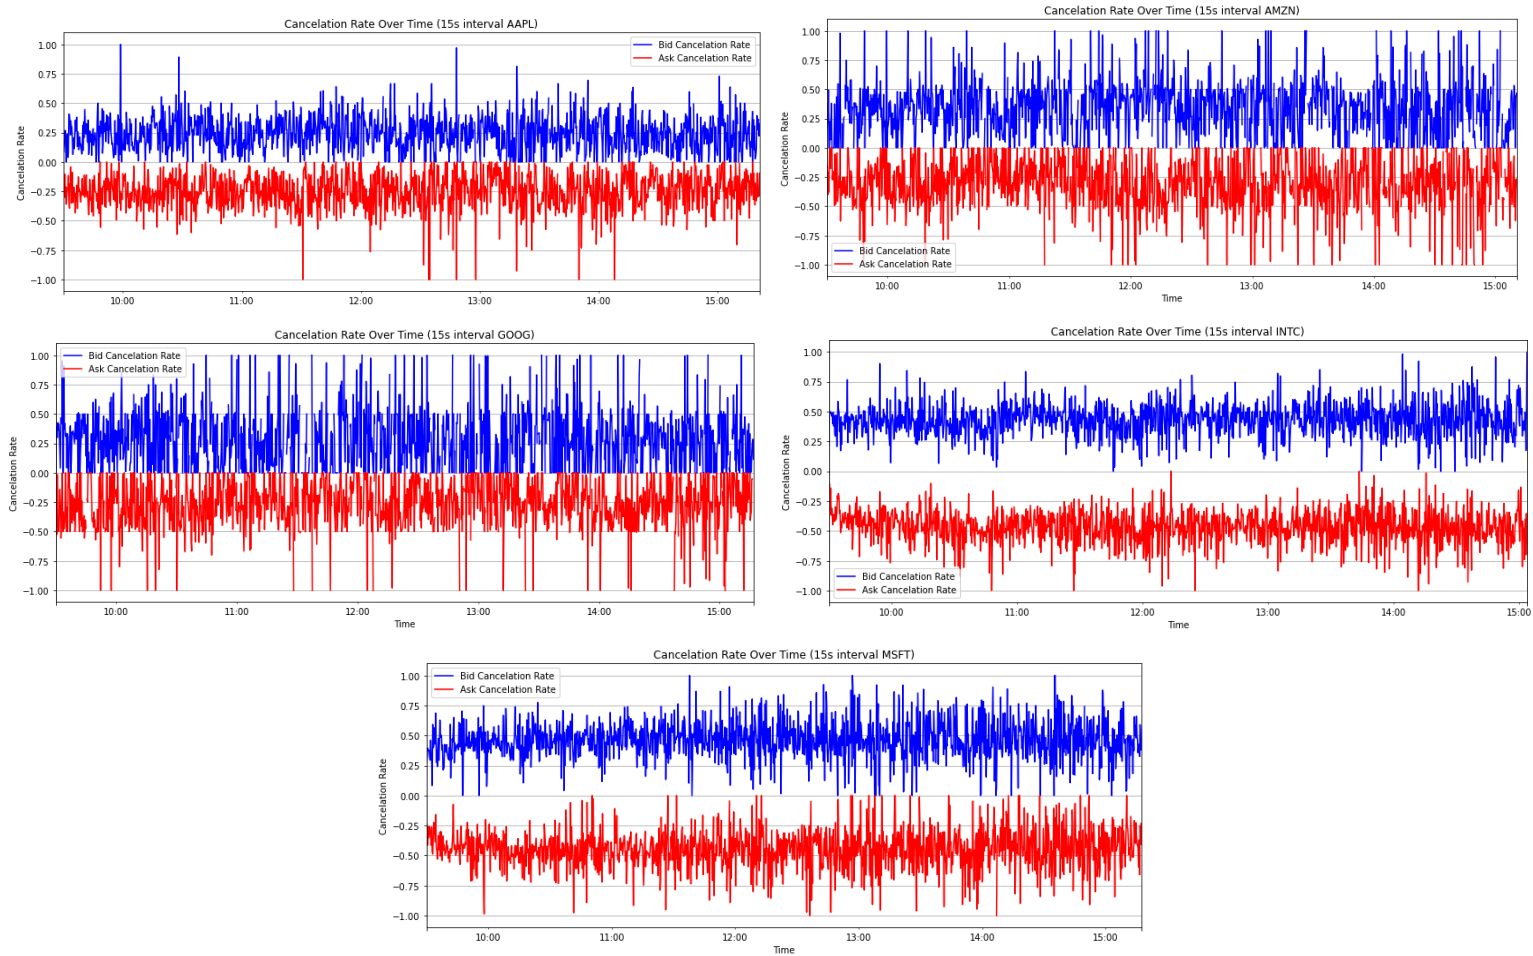 Cancelation Rate Over Time (15s interval AAPL)
Bid Cancelation Rate
Ask Cancelation Rate
1.00
0.75
0.50
0.25
0.00
−0.25
−0.50
−0.75
−1.00
Cancelation Rate
10:00 11:00 12:00 13:00 14:00 15:00
Cancelation Rate Over Time (15s interval AMZN)
1.00
0.75
0.50
0.25
0.00
−0.25
−0.50
−0.75
−1.00
Cancelation Rate
Bid Cancelation Rate
Ask Cancelation Rate
10:00 11:00 12:00 13:00 14:00 15:00
Time
Cancelation Rate Over Time (15s interval GOOG)
Bid Cancelation Rate
Ask Cancelation Rate
1.00
0.75
0.50
0.25
0.00
−0.25
−0.50
−0.75
−1.00
Cancelation Rate
10:00 11:00 12:00 13:00 14:00 15:00
Time
Cancelation Rate Over Time (15s interval INTC)
1.00
0.75
0.50
0.25
0.00
−0.25
−0.50
−0.75
−1.00
Cancelation Rate
Bid Cancelation Rate
Ask Cancelation Rate
10:00 11:00 12:00 13:00 14:00 15:00
Time
Cancelation Rate Over Time (15s interval MSFT)
Bid Cancelation Rate
Ask Cancelation Rate
1.00
0.75
0.50
0.25
0.00
−0.25
−0.50
−0.75
−1.00
Cancelation Rate
10:00 11:00 12:00 13:00 14:00 15:00
Time